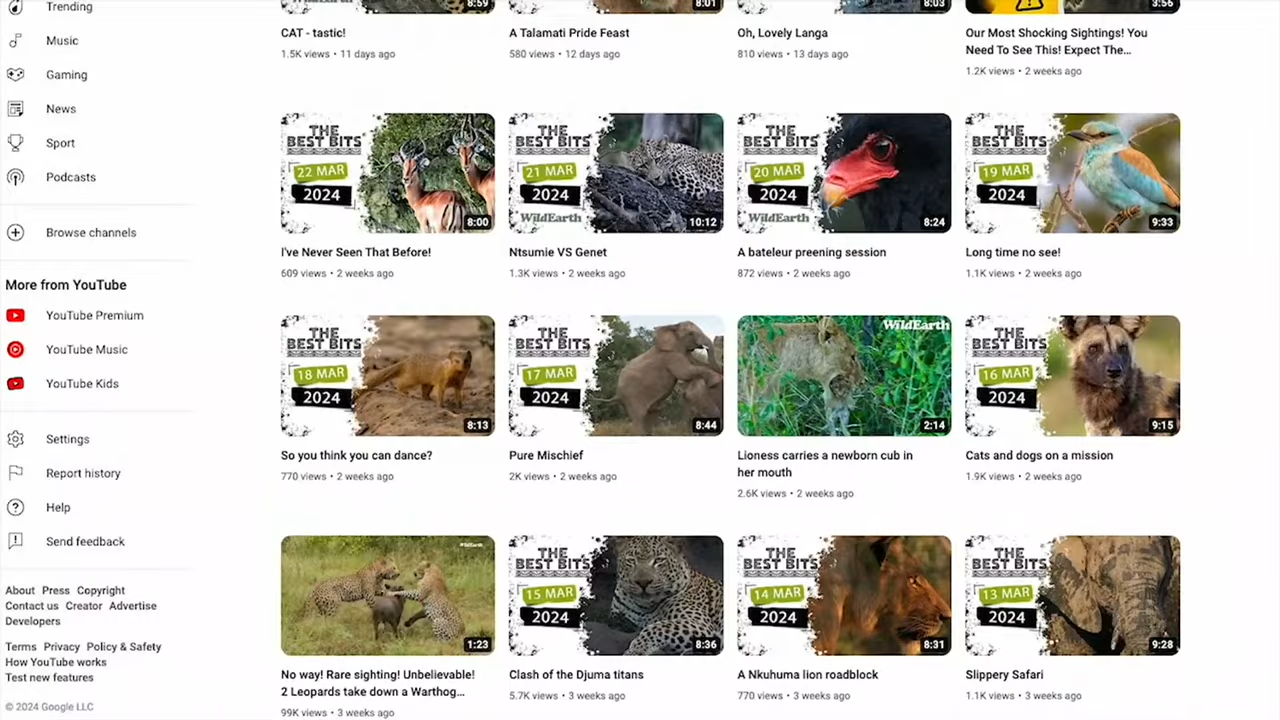 Trending
Music
Gaming
News
Sport
Podcasts
Browse channels
More from YouTube
YouTube Premium
YouTube Music
YouTube Kids
Settings
Report history
Help
Send feedback
About Press Copyright
Contact us Creator Advertise
Developers
Terms Privacy Policy & Safety
How YouTube works
Test new features
© 2024 Google LLC
8:59
8:01
8:03
3:56
CAT - tastic!
1.5K views • 11 days ago
A Talamati Pride Feast
580 views • 12 days ago
Oh, Lovely Langa
810 views • 13 days ago
Our Most Shocking Sightings! You
Need To See This! Expect The...
1.2K views • 2 weeks ago
THE
BEST BITS
22 MAR
2024
8:00
I've Never Seen That Before!
609 views • 2 weeks ago
THE
BEST BITS
21 MAR
2024
WildEarth
10:12
Ntsumie VS Genet
1.3K views • 2 weeks ago
THE
BEST BITS
20 MAR
2024
WildEarth
8:24
A bateleur preening session
872 views • 2 weeks ago
THE
BEST BITS
19 MAR
2024
9:33
Long time no see!
1.1K views • 2 weeks ago
THE
BEST BITS
18 MAR
2024
8:13
So you think you can dance?
770 views • 2 weeks ago
THE
BEST BITS
17 MAR
2024
8:44
Pure Mischief
2K views • 2 weeks ago
WildEarth
2:14
Lioness carries a newborn cub in
her mouth
2.6K views • 2 weeks ago
THE
BEST BITS
16 MAR
2024
9:15
Cats and dogs on a mission
1.9K views • 2 weeks ago
WildEarth
1:23
No way! Rare sighting! Unbelievable!
2 Leopards take down a Warthog...
99K views • 3 weeks ago
THE
BEST BITS
15 MAR
2024
8:36
Clash of the Djuma titans
5.7K views • 3 weeks ago
THE
BEST BITS
14 MAR
2024
8:31
A Nkuhuma lion roadblock
770 views • 3 weeks ago
THE
BEST BITS
13 MAR
2024
9:28
Slippery Safari
1.1K views • 3 weeks ago